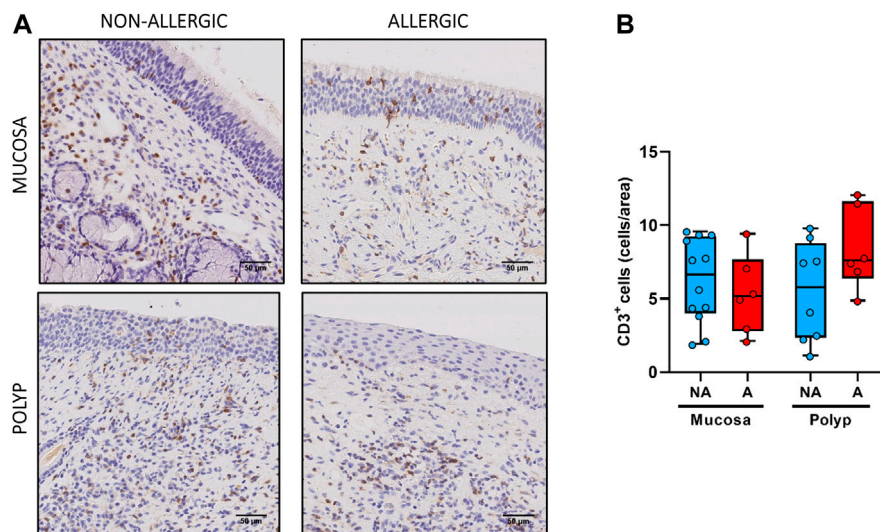 A
NON-ALLERGIC
ALLERGIC
MUCOSA
50 µm
50 µm
POLYP
50 µm
50 µm
B
CD3⁺ cells (cells/area)
15
10
5
0
NA A NA A
Mucosa Polyp